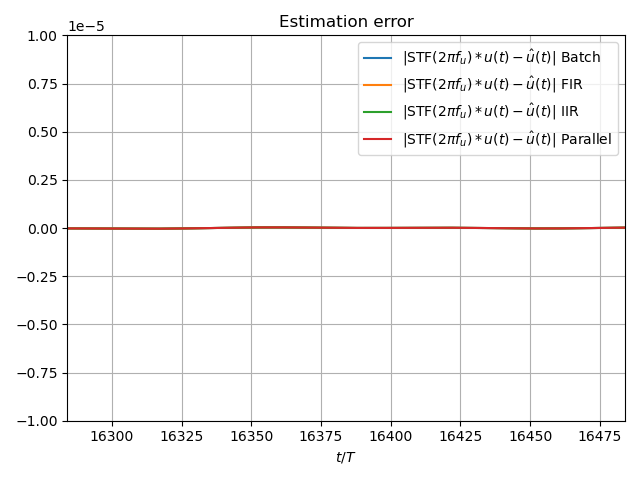 Estimation error
1e−5
|STF(2πf_u) * u(t) − û(t)| Batch
|STF(2πf_u) * u(t) − û(t)| FIR
|STF(2πf_u) * u(t) − û(t)| IIR
|STF(2πf_u) * u(t) − û(t)| Parallel
1.00
0.75
0.50
0.25
0.00
−0.25
−0.50
−0.75
−1.00
16300 16325 16350 16375 16400 16425 16450 16475
t/T